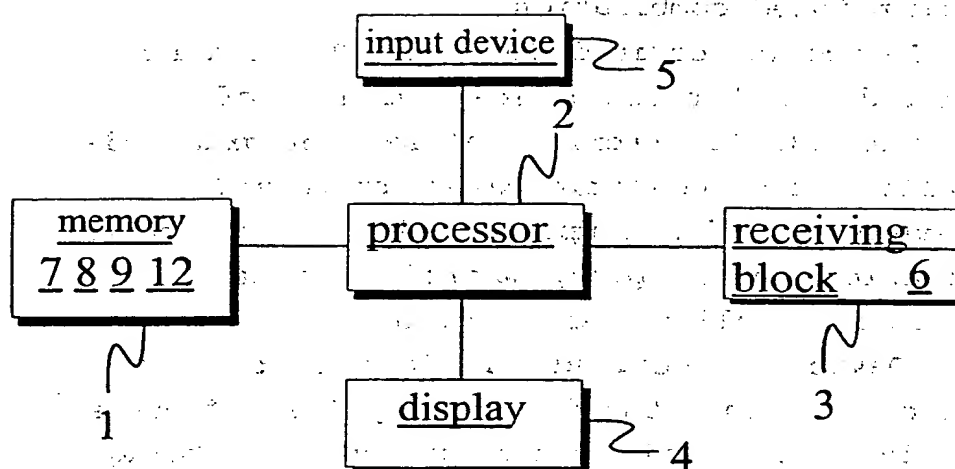 input device
5
2
memory
7 8 9 12
processor
receiving
block 6
1
3
display
4